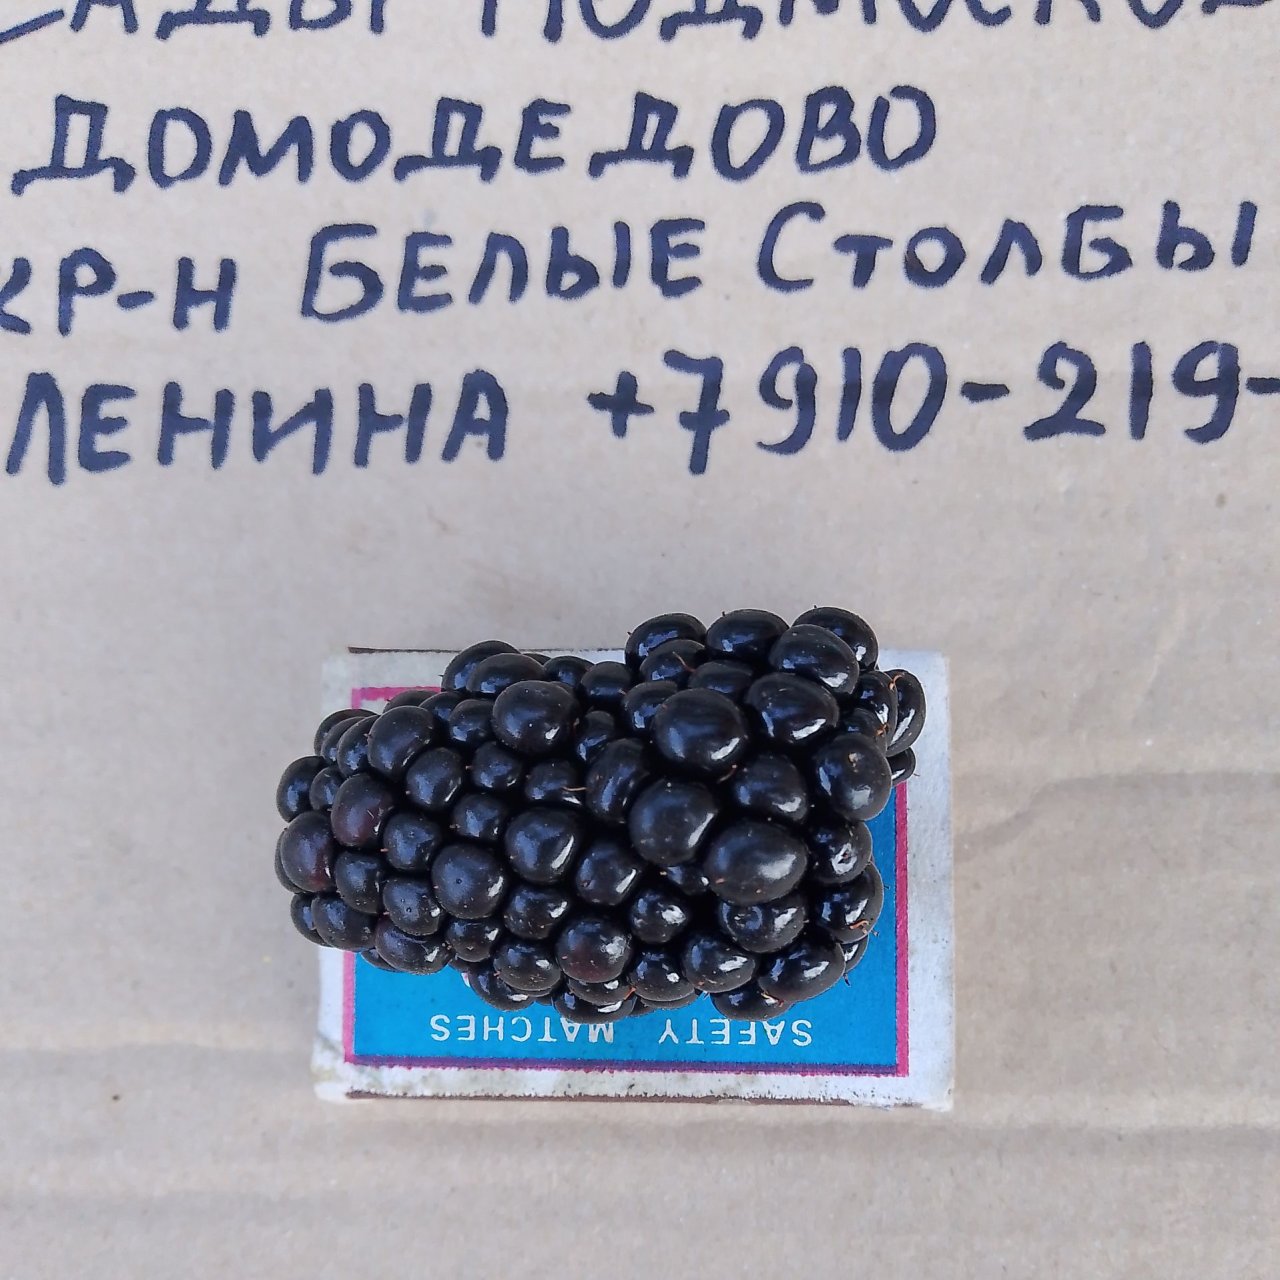 ДОМОДЕДОВО
КР-Н БЕЛЫЕ СТОЛБЫ
ЛЕНИНА +7910-219-
SAFETY MATCHES